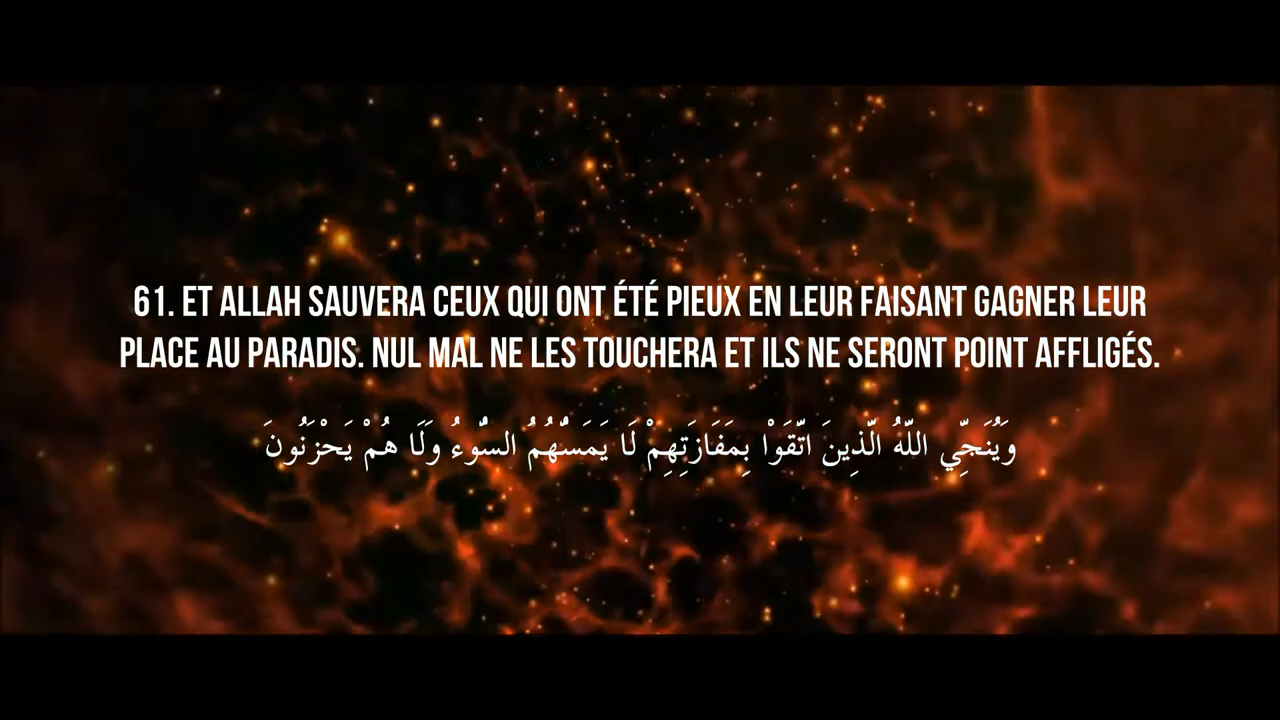 61. ET ALLAH SAUVERA CEUX QUI ONT ÉTÉ PIEUX EN LEUR FAISANT GAGNER LEUR
PLACE AU PARADIS. NUL MAL NE LES TOUCHERA ET ILS NE SERONT POINT AFFLIGÉS.
وَيُنَجِّي اللَّهُ الَّذِينَ اتَّقَوْا بِمَفَازَتِهِمْ لَا يَمَسُّهُمُ السُّوءُ وَلَا هُمْ يَحْزَنُونَ